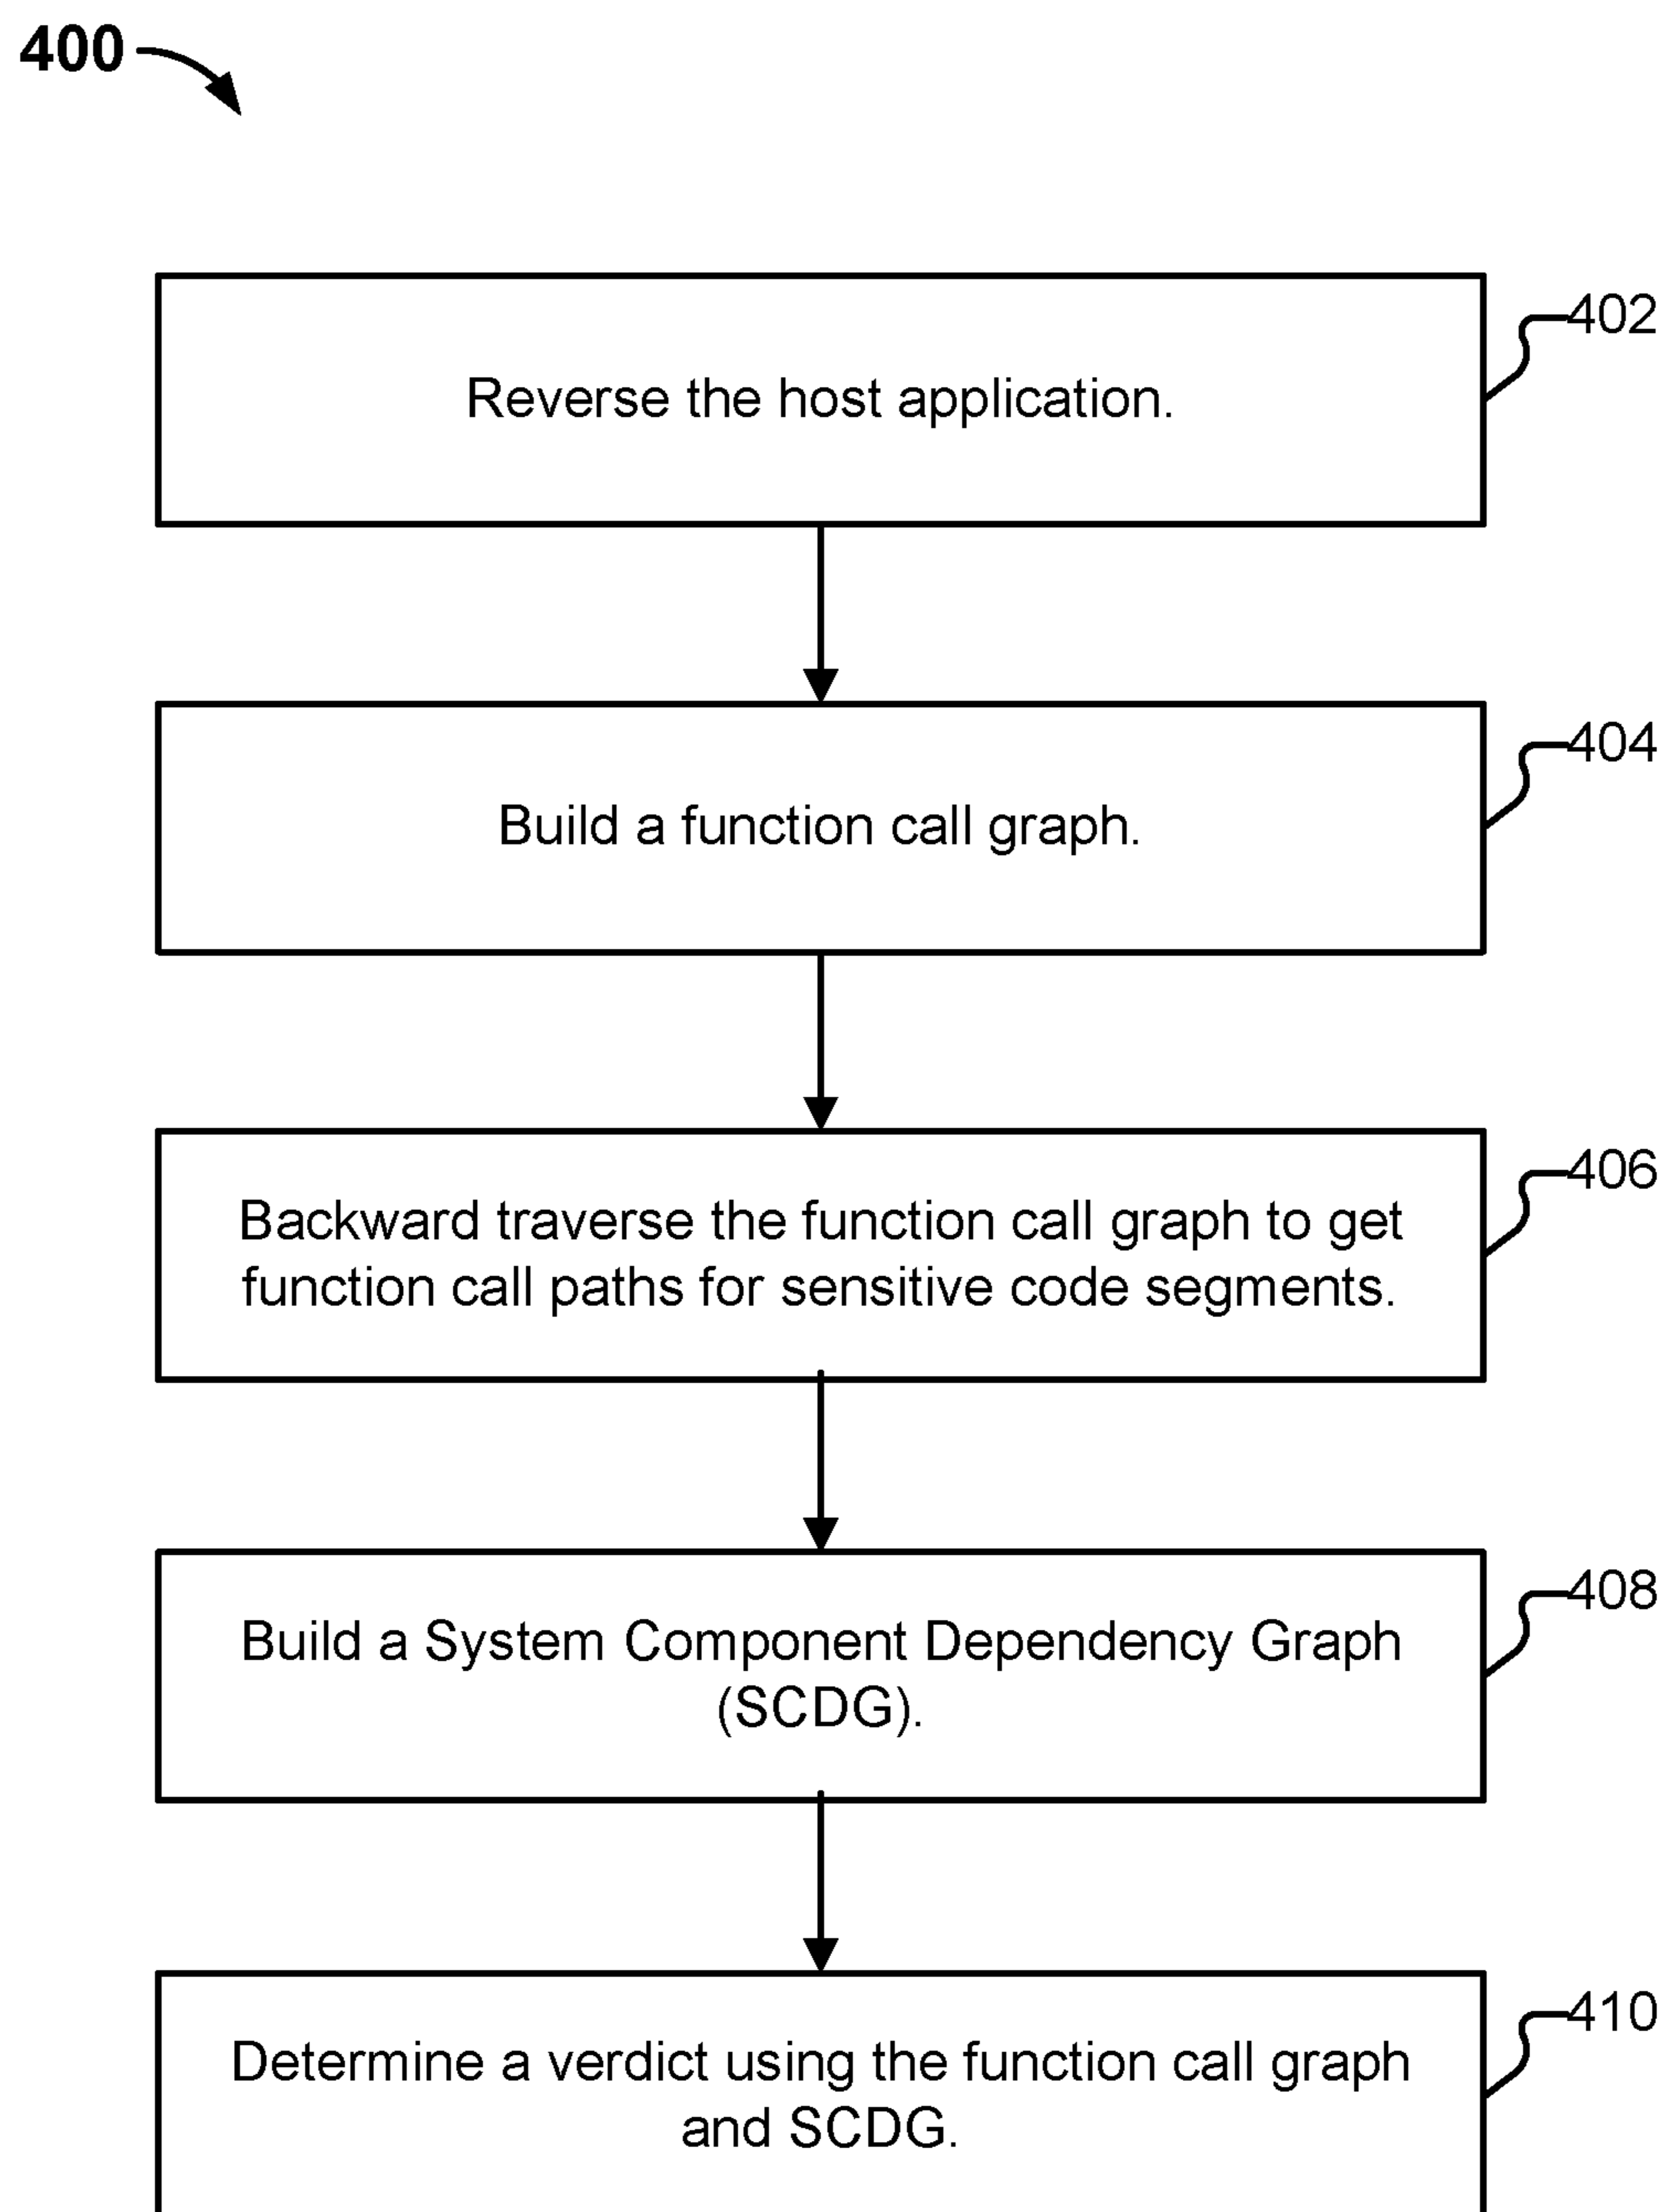 400
402
Reverse the host application.
404
Build a function call graph.
406
Backward traverse the function call graph to get
function call paths for sensitive code segments.
408
Build a System Component Dependency Graph
(SCDG).
410
Determine a verdict using the function call graph
and SCDG.